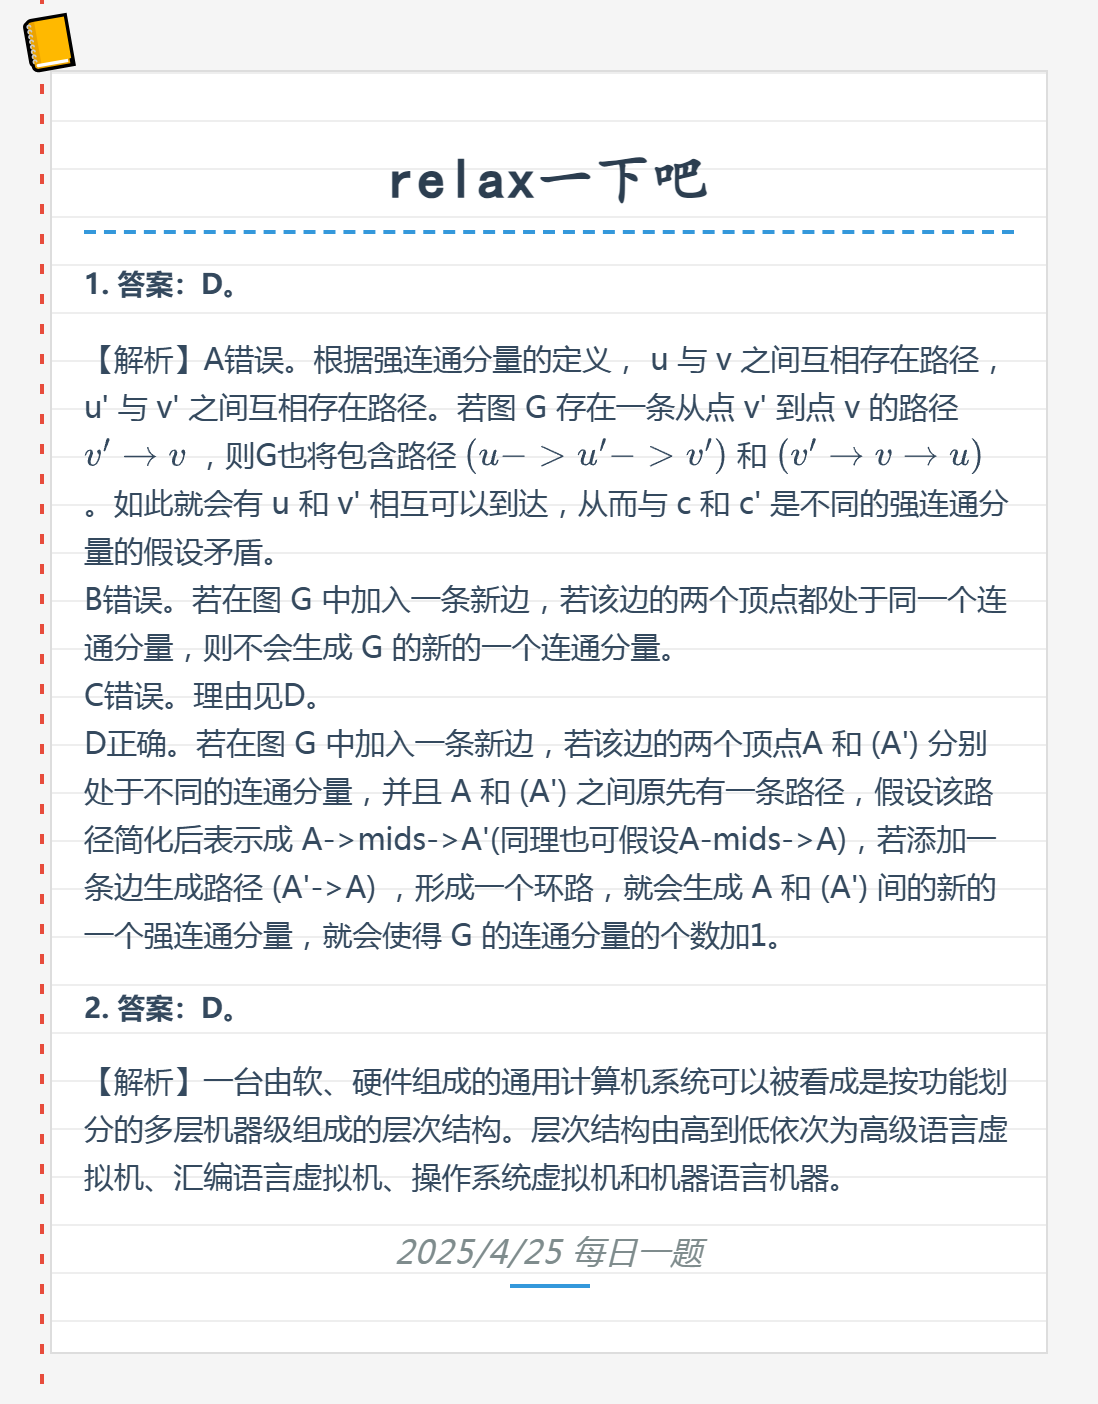 relax一下吧
1. 答案：D。
【解析】A错误。根据强连通分量的定义， u 与 v 之间互相存在路径，
u' 与 v' 之间互相存在路径。若图 G 存在一条从点 v' 到点 v 的路径
v′ → v ，则G也将包含路径 (u− > u′− > v′) 和 (v′ → v → u)
。如此就会有 u 和 v' 相互可以到达，从而与 c 和 c' 是不同的强连通分
量的假设矛盾。
B错误。若在图 G 中加入一条新边，若该边的两个顶点都处于同一个连
通分量，则不会生成 G 的新的一个连通分量。
C错误。理由见D。
D正确。若在图 G 中加入一条新边，若该边的两个顶点A 和 (A') 分别
处于不同的连通分量，并且 A 和 (A') 之间原先有一条路径，假设该路
径简化后表示成 A->mids->A'(同理也可假设A-mids->A)，若添加一
条边生成路径 (A'->A) ，形成一个环路，就会生成 A 和 (A') 间的新的
一个强连通分量，就会使得 G 的连通分量的个数加1。
2. 答案：D。
【解析】一台由软、硬件组成的通用计算机系统可以被看成是按功能划
分的多层机器级组成的层次结构。层次结构由高到低依次为高级语言虚
拟机、汇编语言虚拟机、操作系统虚拟机和机器语言机器。
2025/4/25 每日一题